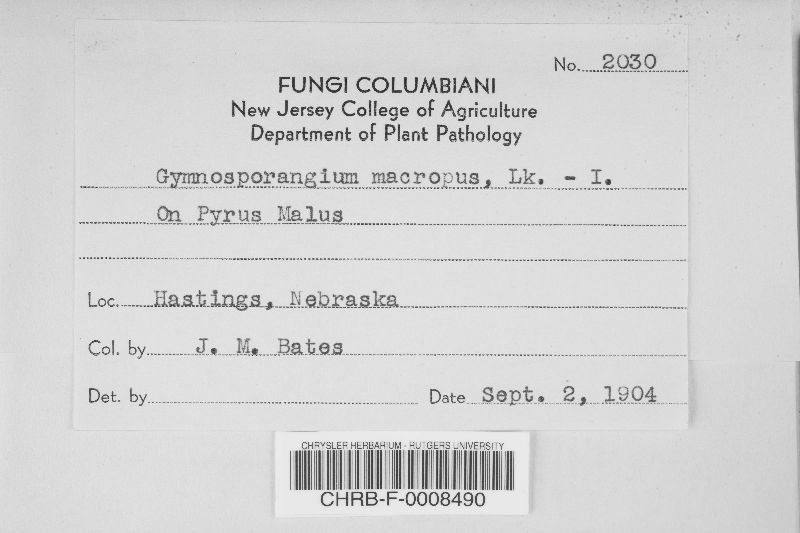 No. 2030
FUNGI COLUMBIANI
New Jersey College of Agriculture
Department of Plant Pathology
Gymnosporangium macropus, Lk. - I.
On Pyrus Malus
Loc. Hastings, Nebraska
Col. by J. M. Bates
Det. by
Date Sept. 2, 1904
CHRYSLER HERBARIUM - RUTGERS UNIVERSITY
CHRB-F-0008490